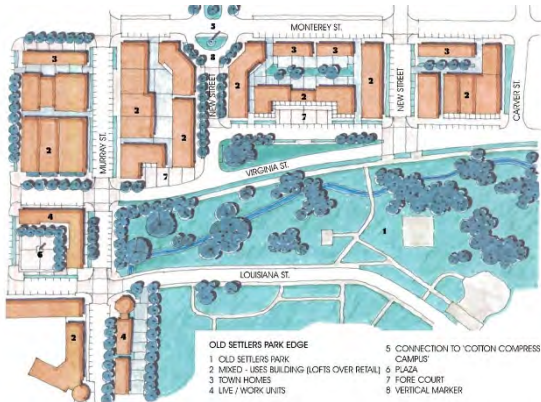 5
MONTEREY ST.
8
3
3
3
3
2
2
2
2
2
2
2
2
7
7
NEW STREET
NEW STREET
MURRAY ST.
CARVER ST.
VIRGINIA ST.
4
6
1
LOUISIANA ST.
2
4
OLD SETTLERS PARK EDGE
1 OLD SETTLERS PARK
2 MIXED - USES BUILDING (LOFTS OVER RETAIL)
3 TOWN HOMES
4 LIVE / WORK UNITS
5 CONNECTION TO 'COTTON COMPRESS
CAMPUS'
6 PLAZA
7 FORE COURT
8 VERTICAL MARKER